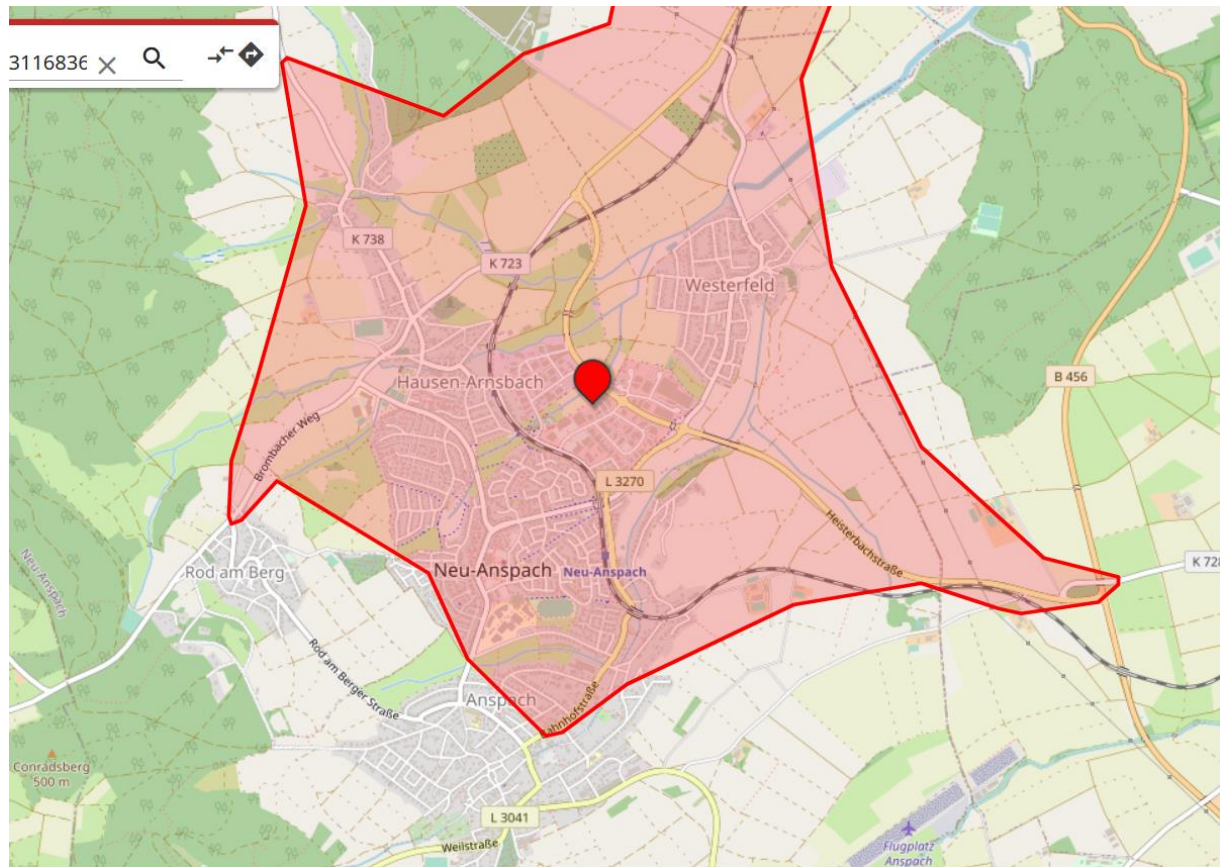 3116836
K 738
K 723
Westerfeld
Hausen-Arnsbach
B 456
Brombacher Weg
L 3270
Heisterbachstraße
Neu-Anspach
Rod am Berg
Neu-Anspach
Neu-Anspach
K 728
Rod am Berger Straße
Anspach
Bahnhofstraße
Conradsberg
500 m
L 3041
Weilstraße
Flugplatz
Anspach